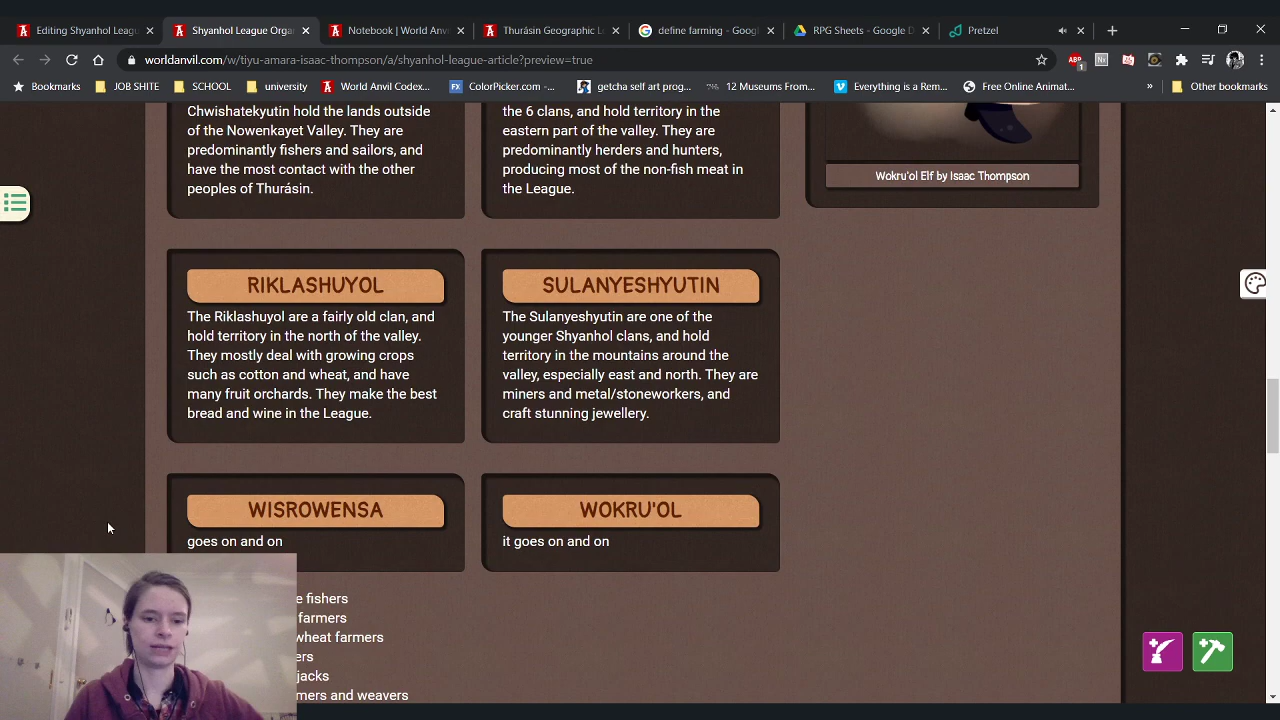 Editing Shyanhol Leagu
Shyanhol League Orga
Notebook | World Anvi
Thurásin Geographic L
define farming - Googl
RPG Sheets - Google D
Pretzel
worldanvil.com/w/tiyu-amara-isaac-thompson/a/shyanhol-league-article?preview=true
1
Bookmarks
JOB SHITE
SCHOOL
university
World Anvil Codex...
ColorPicker.com -...
getcha self art prog...
12 Museums From...
Everything is a Rem...
Free Online Animat...
»
Other bookmarks
Chwishatekyutin hold the lands outside
of the Nowenkayet Valley. They are
predominantly fishers and sailors, and
have the most contact with the other
peoples of Thurásin.
the 6 clans, and hold territory in the
eastern part of the valley. They are
predominantly herders and hunters,
producing most of the non-fish meat in
the League.
Wokru'ol Elf by Isaac Thompson
RIKLASHUYOL
The Riklashuyol are a fairly old clan, and
hold territory in the north of the valley.
They mostly deal with growing crops
such as cotton and wheat, and have
many fruit orchards. They make the best
bread and wine in the League.
SULANYESHYUTIN
The Sulanyeshyutin are one of the
younger Shyanhol clans, and hold
territory in the mountains around the
valley, especially east and north. They are
miners and metal/stoneworkers, and
craft stunning jewellery.
WISROWENSA
goes on and on
WOKRU'OL
it goes on and on
e fishers
farmers
wheat farmers
ers
jacks
mers and weavers